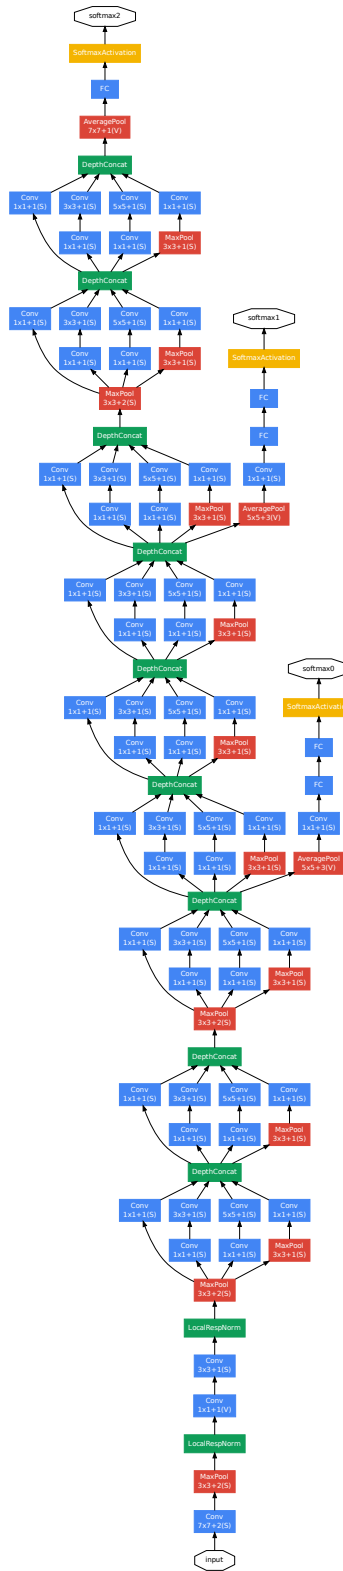 softmax2
SoftmaxActivation
FC
AveragePool
7x7+1(V)
DepthConcat
Conv
1x1+1(S)
Conv
3x3+1(S)
Conv
5x5+1(S)
Conv
1x1+1(S)
Conv
1x1+1(S)
Conv
1x1+1(S)
MaxPool
3x3+1(S)
DepthConcat
Conv
1x1+1(S)
Conv
3x3+1(S)
Conv
5x5+1(S)
Conv
1x1+1(S)
softmax1
Conv
1x1+1(S)
Conv
1x1+1(S)
MaxPool
3x3+1(S)
SoftmaxActivation
MaxPool
3x3+2(S)
FC
DepthConcat
FC
Conv
1x1+1(S)
Conv
3x3+1(S)
Conv
5x5+1(S)
Conv
1x1+1(S)
Conv
1x1+1(S)
Conv
1x1+1(S)
Conv
1x1+1(S)
MaxPool
3x3+1(S)
AveragePool
5x5+3(V)
DepthConcat
Conv
1x1+1(S)
Conv
3x3+1(S)
Conv
5x5+1(S)
Conv
1x1+1(S)
Conv
1x1+1(S)
Conv
1x1+1(S)
MaxPool
3x3+1(S)
DepthConcat
softmax0
Conv
1x1+1(S)
Conv
3x3+1(S)
Conv
5x5+1(S)
Conv
1x1+1(S)
SoftmaxActivatio
Conv
1x1+1(S)
Conv
1x1+1(S)
MaxPool
3x3+1(S)
FC
DepthConcat
FC
Conv
1x1+1(S)
Conv
3x3+1(S)
Conv
5x5+1(S)
Conv
1x1+1(S)
Conv
1x1+1(S)
Conv
1x1+1(S)
Conv
1x1+1(S)
MaxPool
3x3+1(S)
AveragePool
5x5+3(V)
DepthConcat
Conv
1x1+1(S)
Conv
3x3+1(S)
Conv
5x5+1(S)
Conv
1x1+1(S)
Conv
1x1+1(S)
Conv
1x1+1(S)
MaxPool
3x3+1(S)
MaxPool
3x3+2(S)
DepthConcat
Conv
1x1+1(S)
Conv
3x3+1(S)
Conv
5x5+1(S)
Conv
1x1+1(S)
Conv
1x1+1(S)
Conv
1x1+1(S)
MaxPool
3x3+1(S)
DepthConcat
Conv
1x1+1(S)
Conv
3x3+1(S)
Conv
5x5+1(S)
Conv
1x1+1(S)
Conv
1x1+1(S)
Conv
1x1+1(S)
MaxPool
3x3+1(S)
MaxPool
3x3+2(S)
LocalRespNorm
Conv
3x3+1(S)
Conv
1x1+1(V)
LocalRespNorm
MaxPool
3x3+2(S)
Conv
7x7+2(S)
input